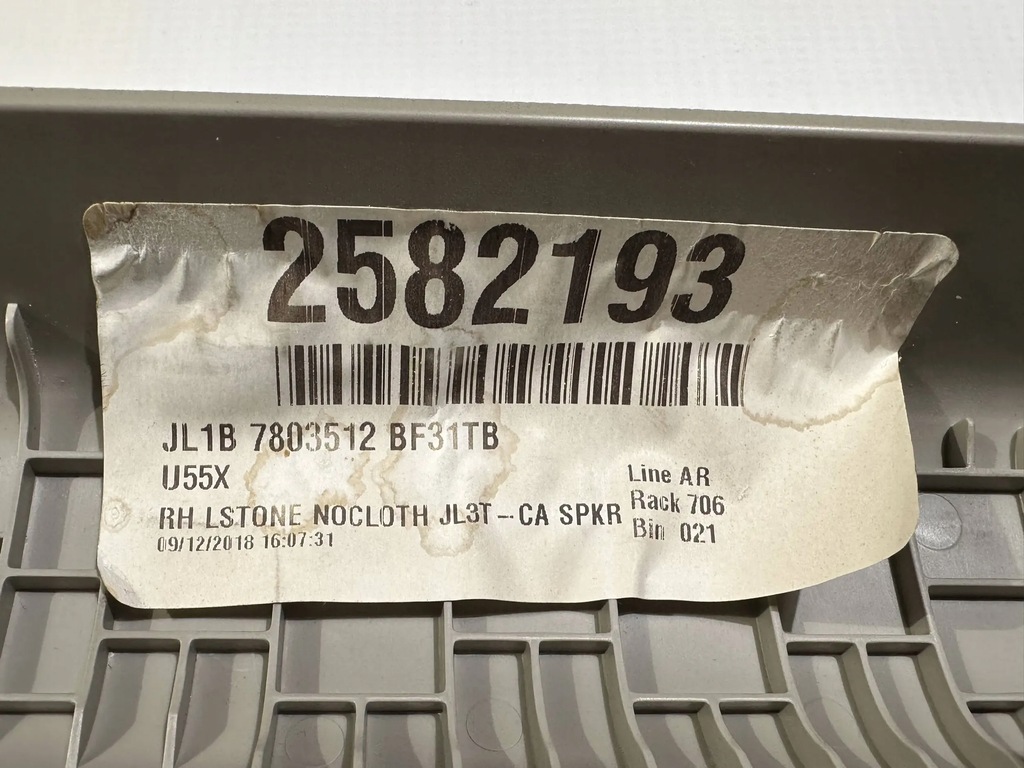 2582193
JL1B 7803512 BF31TB
U55X
RH LSTONE NOCLOTH JL3T--CA SPKR
09/12/2018 16:07:31
Line AR
Rack 706
Bin 021